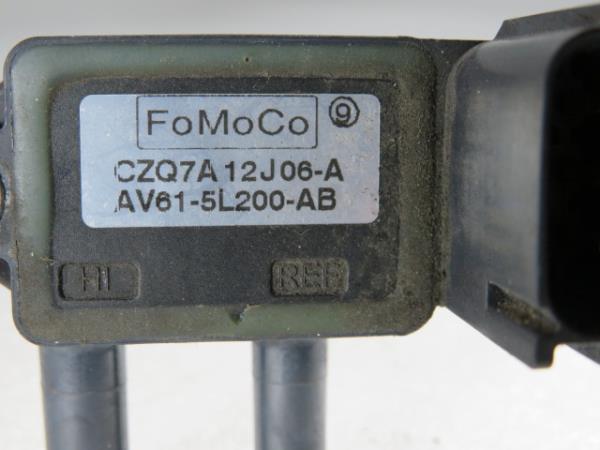 FoMoCo 9
CZQ7A 12J06-A
AV61-5L200-AB
HI REF